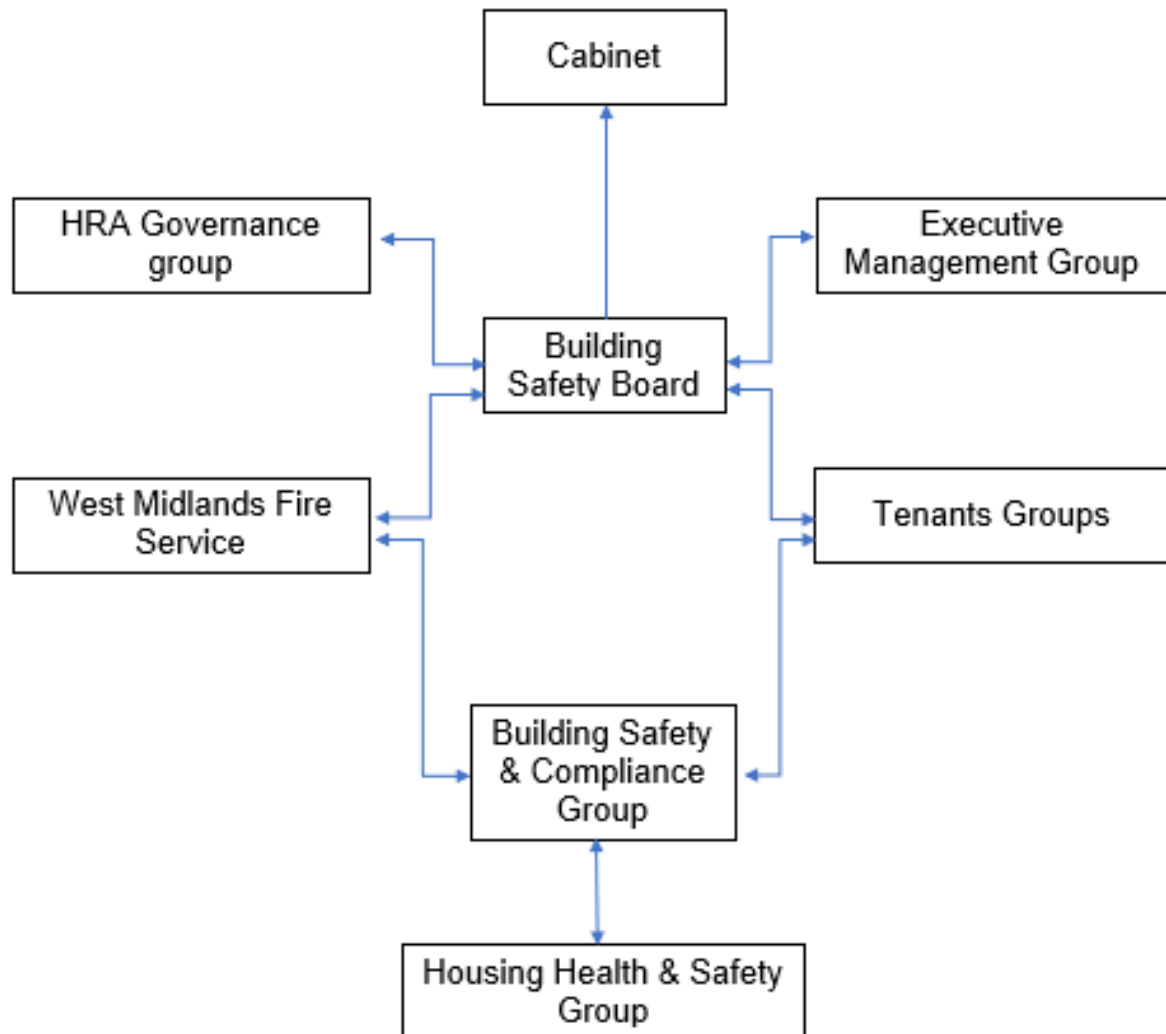 Cabinet
HRA Governance
group
Executive
Management Group
Building
Safety Board
West Midlands Fire
Service
Tenants Groups
Building Safety
& Compliance
Group
Housing Health & Safety
Group